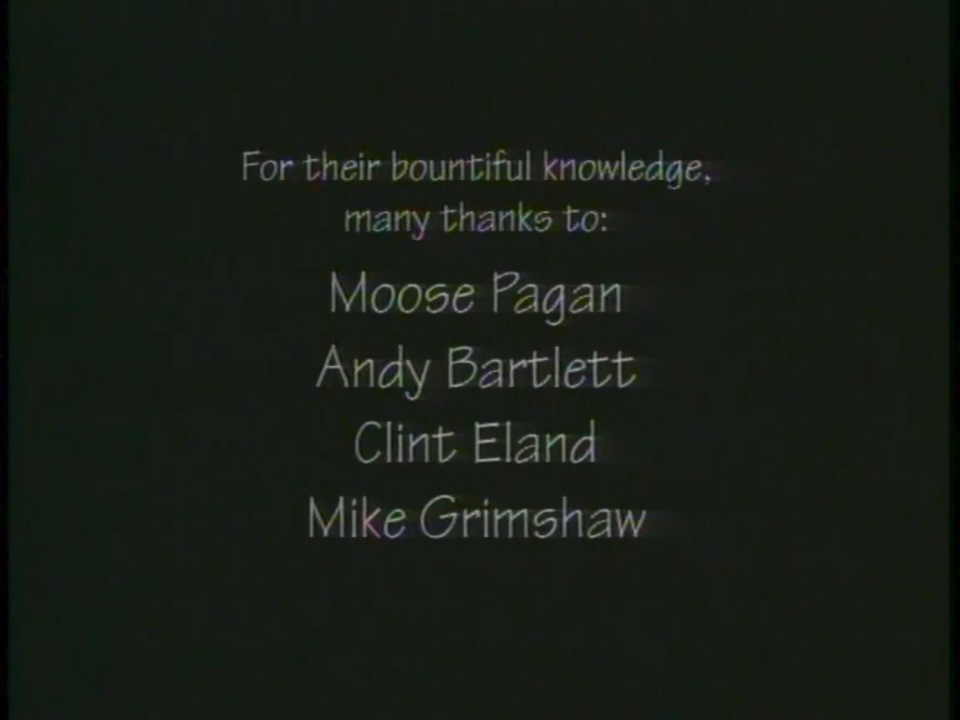 For their bountiful knowledge,
many thanks to:
Moose Pagan
Andy Bartlett
Clint Eland
Mike Grimshaw